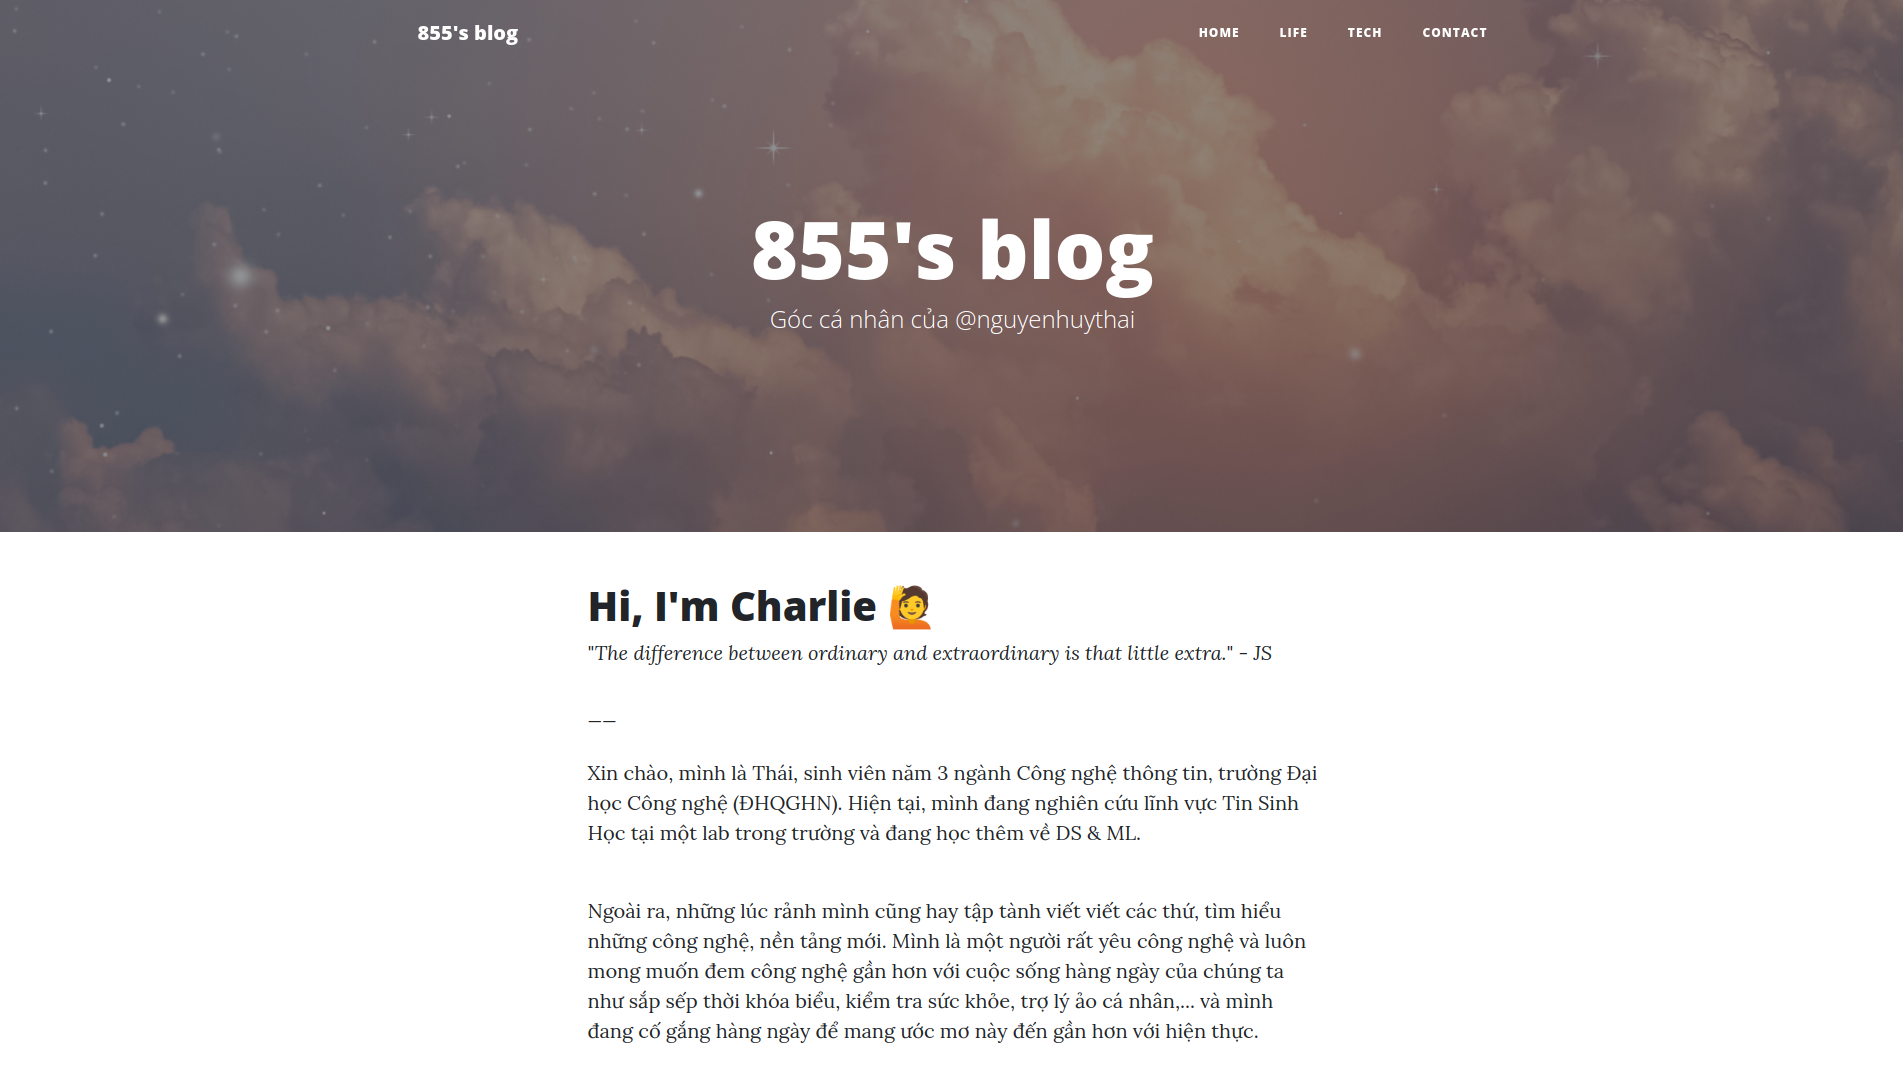 855's blog
HOME LIFE TECH CONTACT
855's blog
Góc cá nhân của @nguyenhuythai
Hi, I'm Charlie 🙋
"The difference between ordinary and extraordinary is that little extra." - JS
——
Xin chào, mình là Thái, sinh viên năm 3 ngành Công nghệ thông tin, trường Đại
học Công nghệ (ĐHQGHN). Hiện tại, mình đang nghiên cứu lĩnh vực Tin Sinh
Học tại một lab trong trường và đang học thêm về DS & ML.
Ngoài ra, những lúc rảnh mình cũng hay tập tành viết viết các thứ, tìm hiểu
những công nghệ, nền tảng mới. Mình là một người rất yêu công nghệ và luôn
mong muốn đem công nghệ gần hơn với cuộc sống hàng ngày của chúng ta
như sắp sếp thời khóa biểu, kiểm tra sức khỏe, trợ lý ảo cá nhân,... và mình
đang cố gắng hàng ngày để mang ước mơ này đến gần hơn với hiện thực.